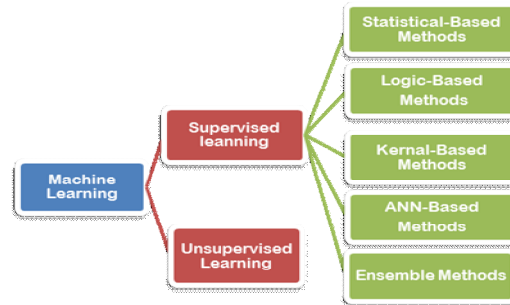 Machine
Learning
Supervised
leanning
Unsupervised
Learning
Statistical-Based
Methods
Logic-Based
Methods
Kernal-Based
Methods
ANN-Based
Methods
Ensemble Methods